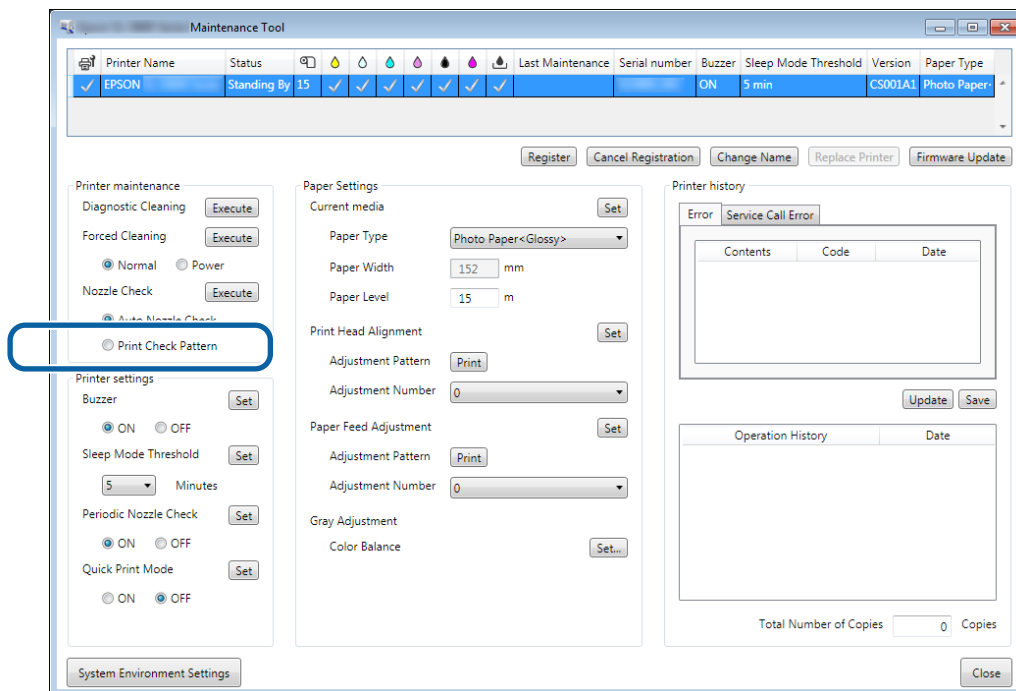 Maintenance Tool
Printer Name Status Last Maintenance Serial number Buzzer Sleep Mode Threshold Version Paper Type
EPSON Standing By 15 ON 5 min CS001A1 Photo Paper
Register Cancel Registration Change Name Replace Printer Firmware Update
Printer maintenance
Diagnostic Cleaning Execute
Forced Cleaning Execute
Normal Power
Nozzle Check Execute
Auto Nozzle Check
Print Check Pattern
Printer settings
Buzzer Set
ON OFF
Sleep Mode Threshold Set
5 Minutes
Periodic Nozzle Check Set
ON OFF
Quick Print Mode Set
ON OFF
Paper Settings
Current media Set
Paper Type Photo Paper<Glossy>
Paper Width 152 mm
Paper Level 15 m
Print Head Alignment Set
Adjustment Pattern Print
Adjustment Number 0
Paper Feed Adjustment Set
Adjustment Pattern Print
Adjustment Number 0
Gray Adjustment
Color Balance Set...
Printer history
Error Service Call Error
Contents Code Date
Update Save
Operation History Date
Total Number of Copies 0 Copies
System Environment Settings Close